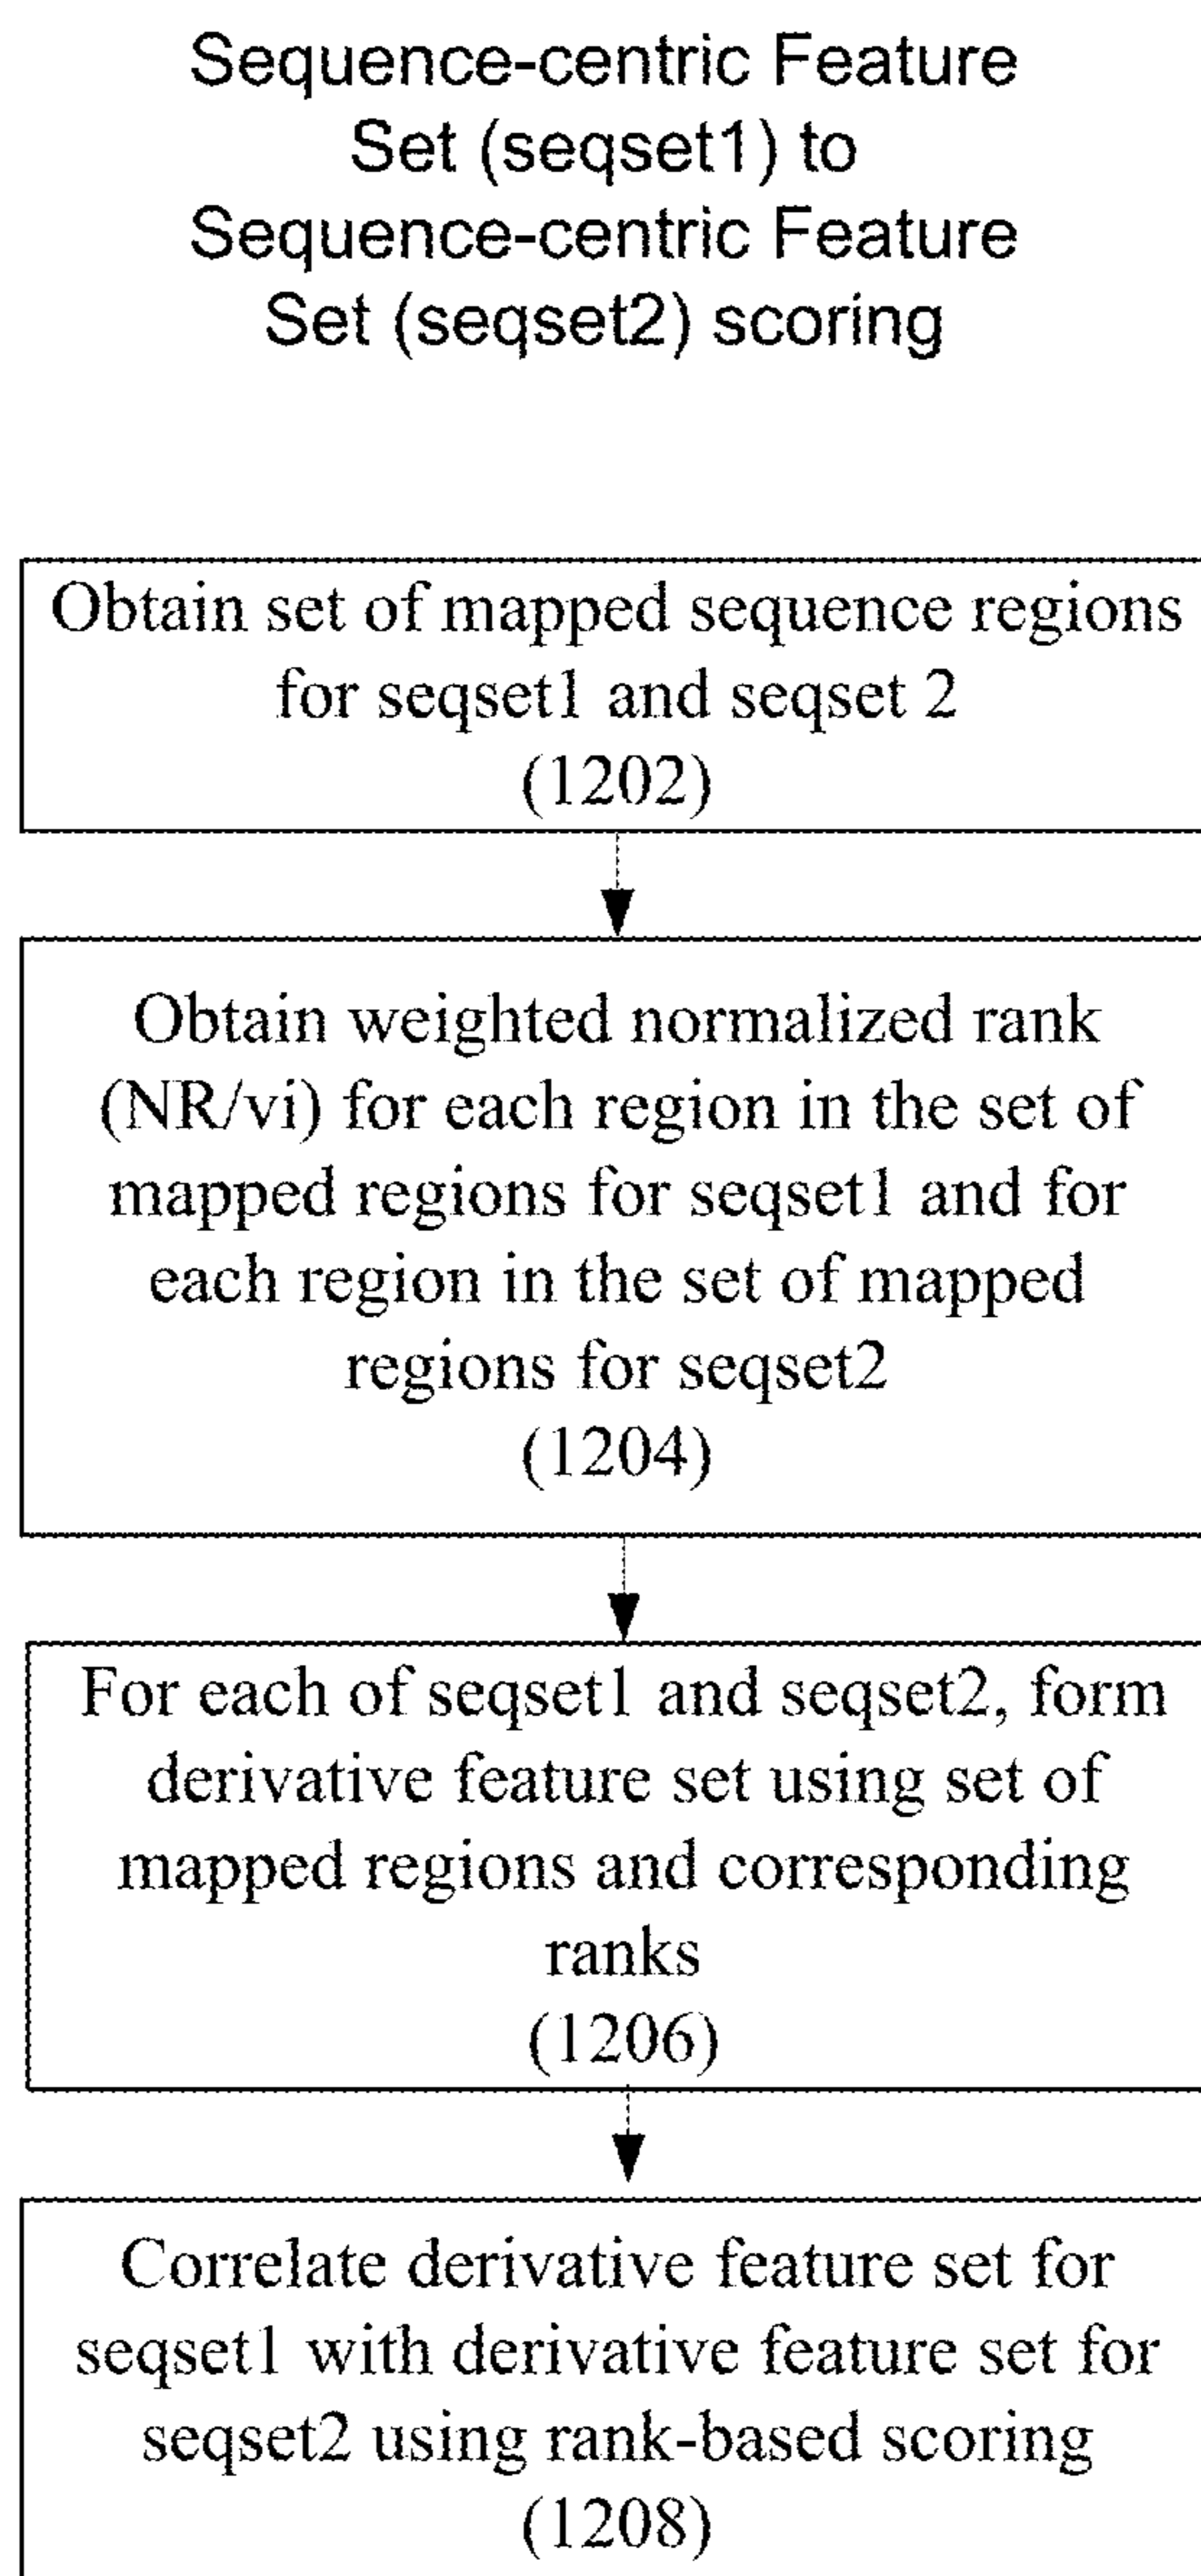 Sequence-centric Feature
Set (seqset1) to
Sequence-centric Feature
Set (seqset2) scoring
Obtain set of mapped sequence regions
for seqset1 and seqset 2
(1202)
Obtain weighted normalized rank
(NR/vi) for each region in the set of
mapped regions for seqset1 and for
each region in the set of mapped
regions for seqset2
(1204)
For each of seqset1 and seqset2, form
derivative feature set using set of
mapped regions and corresponding
ranks
(1206)
Correlate derivative feature set for
seqset1 with derivative feature set for
seqset2 using rank-based scoring
(1208)